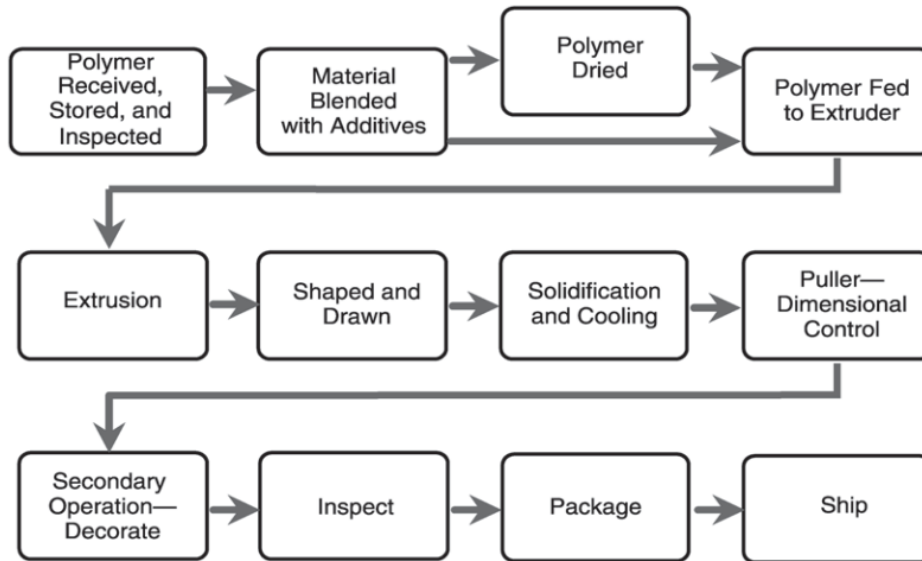 Polymer
Received,
Stored, and
Inspected
Material
Blended
with Additives
Polymer
Dried
Polymer Fed
to Extruder
Extrusion
Shaped and
Drawn
Solidification
and Cooling
Puller—
Dimensional
Control
Secondary
Operation—
Decorate
Inspect
Package
Ship